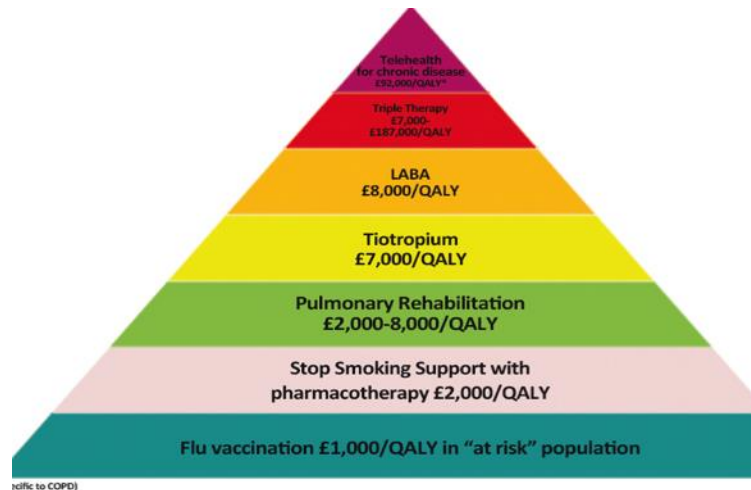 Telehealth
for chronic disease
£92,000/QALY*
Triple Therapy
£7,000-
£187,000/QALY
LABA
£8,000/QALY
Tiotropium
£7,000/QALY
Pulmonary Rehabilitation
£2,000-8,000/QALY
Stop Smoking Support with
pharmacotherapy £2,000/QALY
Flu vaccination £1,000/QALY in “at risk” population
ecific to COPD)